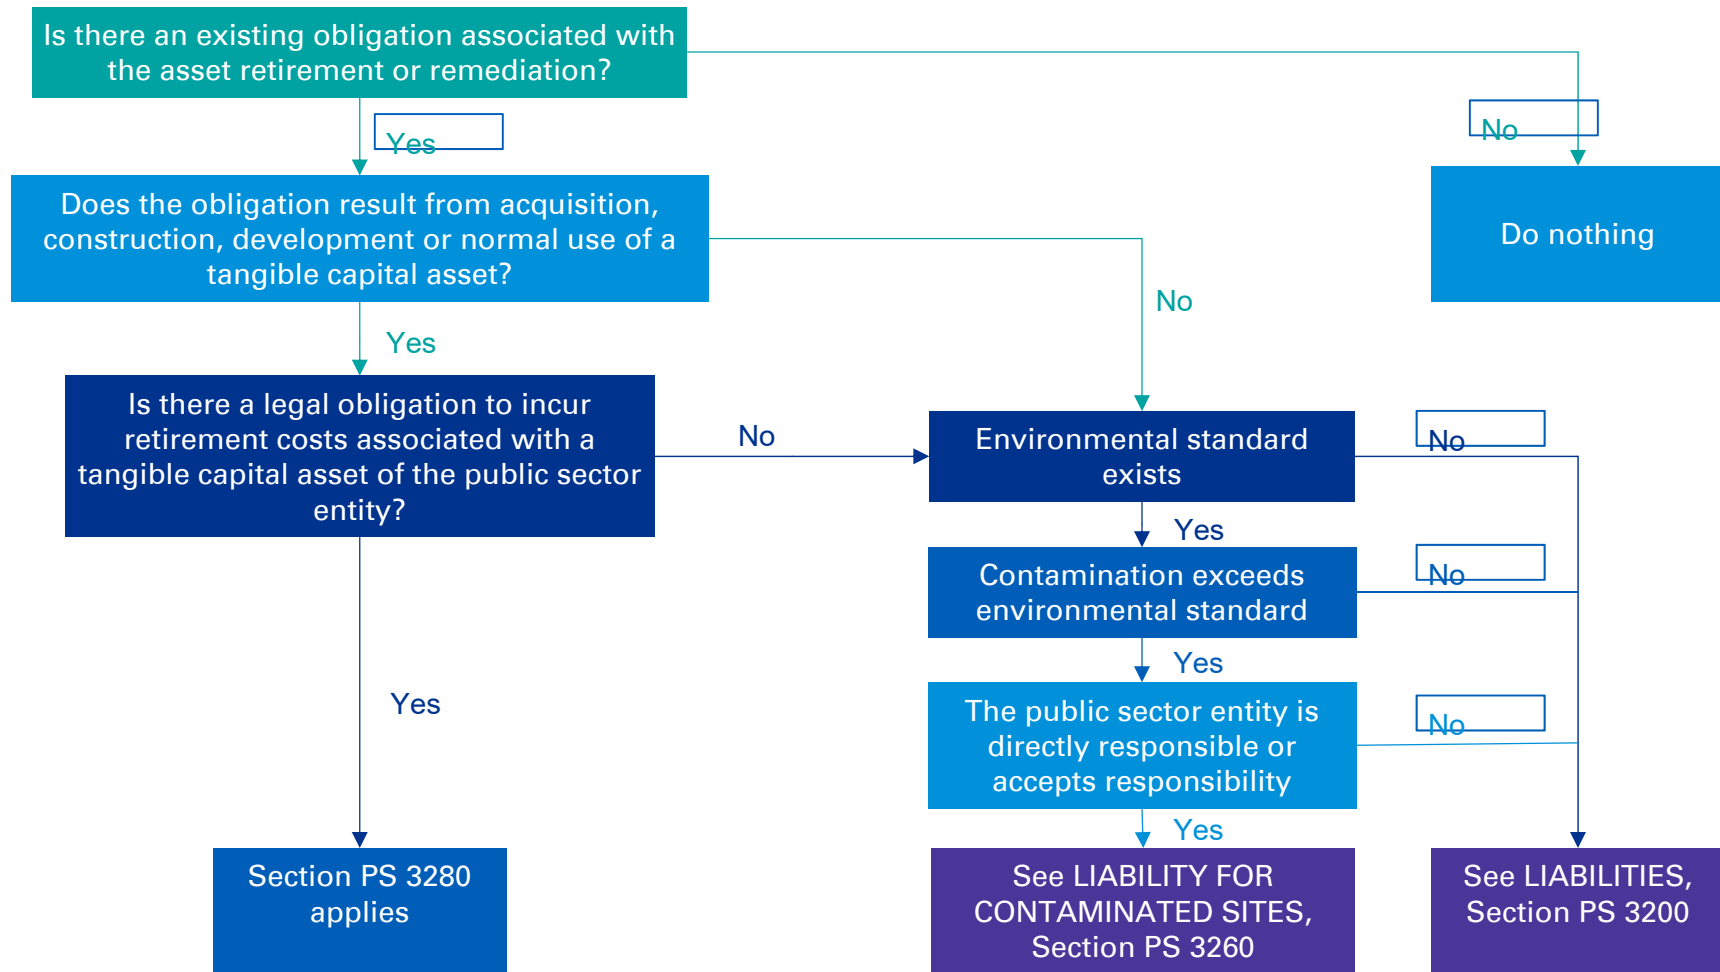 Is there an existing obligation associated with
the asset retirement or remediation?
Yes
No
Does the obligation result from acquisition,
construction, development or normal use of a
tangible capital asset?
Do nothing
No
Yes
Is there a legal obligation to incur
retirement costs associated with a
tangible capital asset of the public sector
entity?
No
Environmental standard
exists
No
Yes
Contamination exceeds
environmental standard
No
Yes
Yes
The public sector entity is
directly responsible or
accepts responsibility
No
Yes
Section PS 3280
applies
See LIABILITY FOR
CONTAMINATED SITES,
Section PS 3260
See LIABILITIES,
Section PS 3200